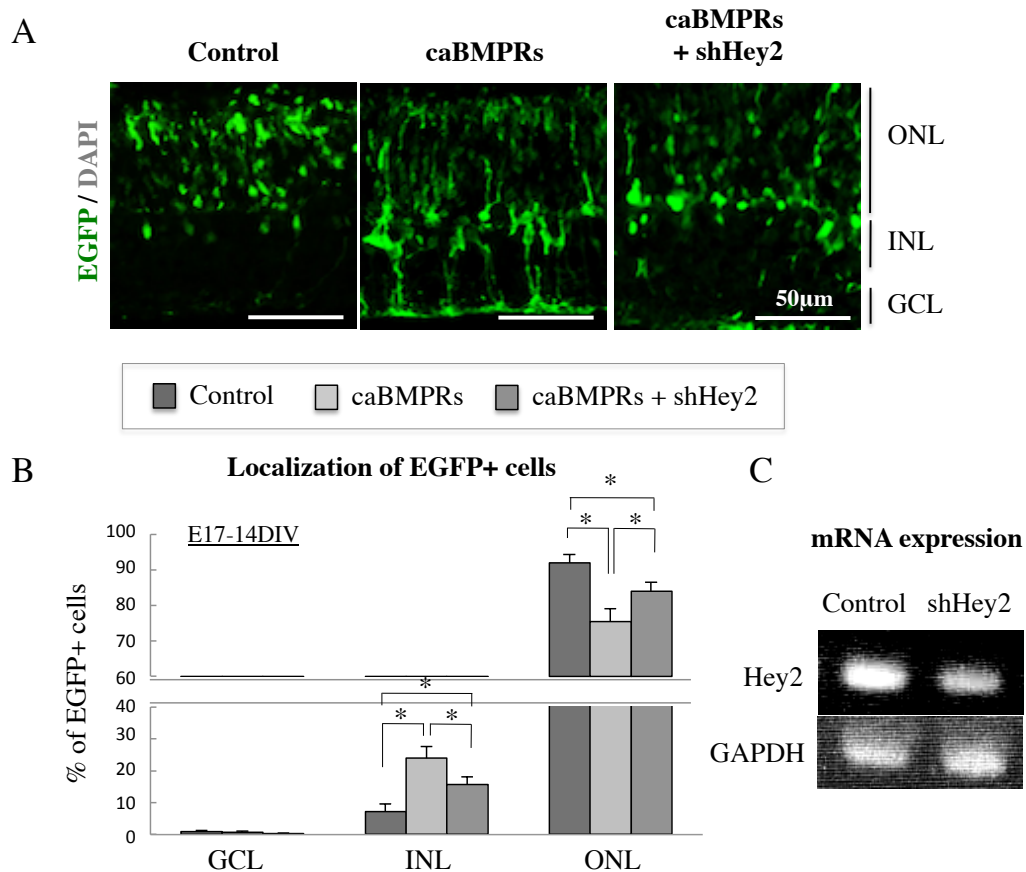 A
Control
caBMPRs
caBMPRs
+ shHey2
EGFP / DAPI
ONL
INL
GCL
50μm
Control
caBMPRs
caBMPRs + shHey2
B
Localization of EGFP+ cells
E17-14DIV
% of EGFP+ cells
100
90
80
70
60
40
30
20
10
0
* * *
* * *
GCL
INL
ONL
C
mRNA expression
Control shHey2
Hey2
GAPDH